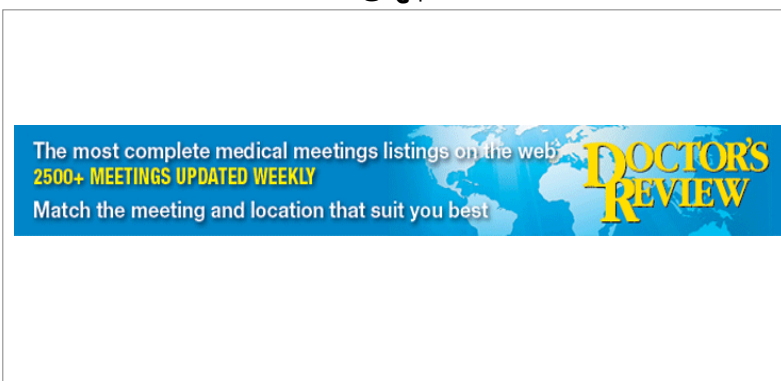 The most complete medical meetings listings on the web
2500+ MEETINGS UPDATED WEEKLY
Match the meeting and location that suit you best
DOCTOR'S
REVIEW